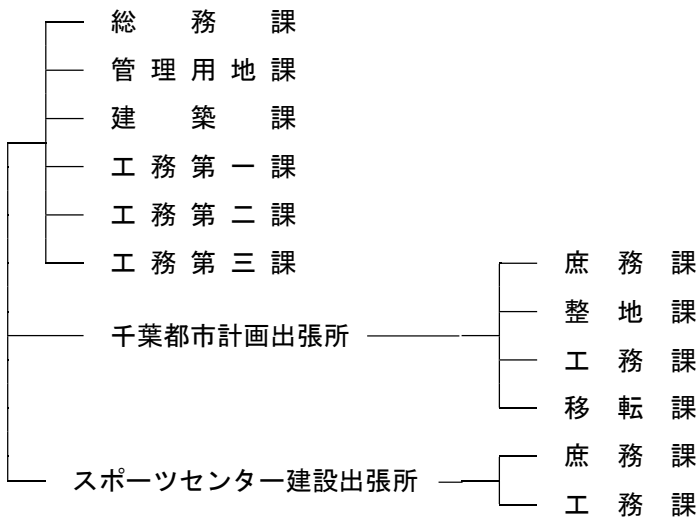 総務課
管理用地課
建築課
工務第一課
工務第二課
工務第三課
千葉都市計画出張所
庶務課
整地課
工務課
移転課
スポーツセンター建設出張所
庶務課
工務課